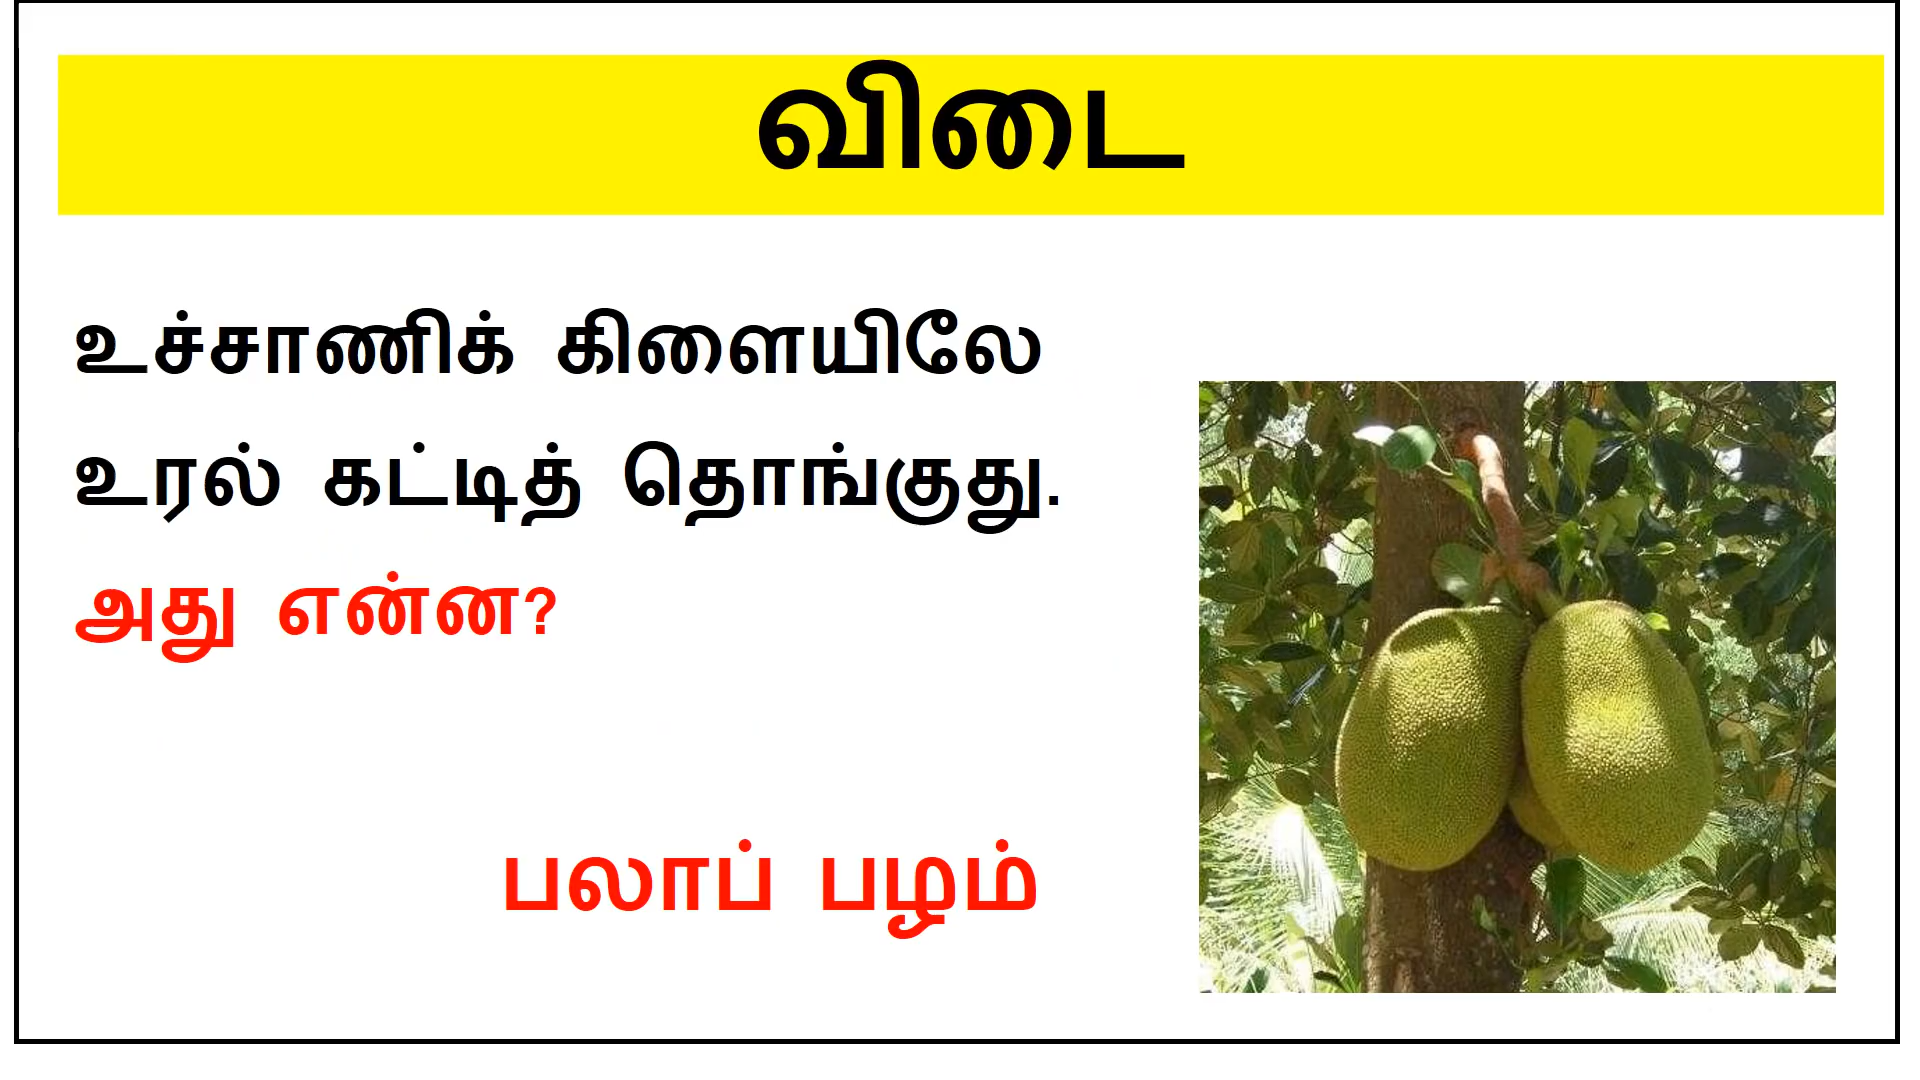 விடை
உச்சாணிக் கிளையிலே
உரல் கட்டித் தொங்குது.
அது என்ன?
பலாப் பழம்